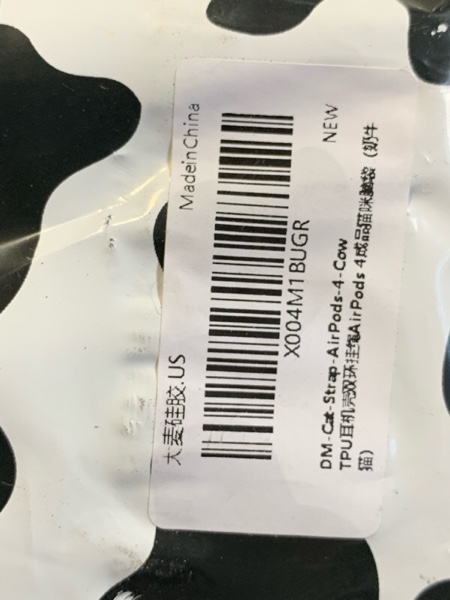 大麦硅胶.US MadeinChina
X004M1BUGR
NEW
DM-Cat-Strap-AirPods-4-Cow
TPU耳机壳双环挂绳AirPods 4成品猫咪脑袋（奶牛
猫）